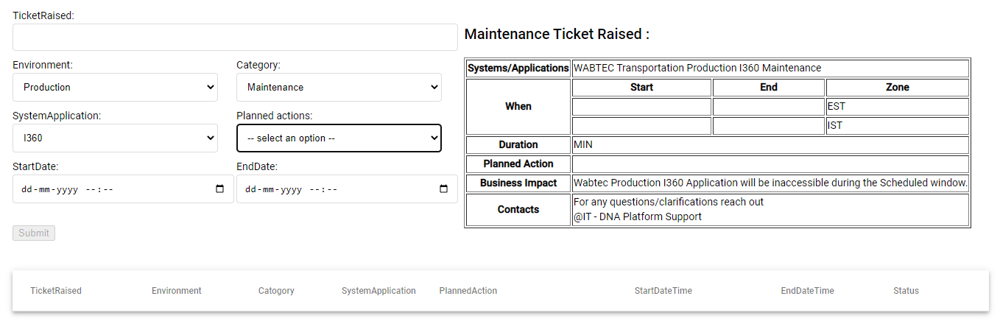 TicketRaised:
Environment: Category:
Production Maintenance
SystemApplication: Planned actions:
I360 -- select an option --
StartDate: EndDate:
dd-mm-yyyy --:-- dd-mm-yyyy --:--
Submit
Maintenance Ticket Raised :
Systems/Applications WABTEC Transportation Production I360 Maintenance
When Start End Zone
EST
IST
Duration MIN
Planned Action
Business Impact Wabtec Production I360 Application will be inaccessible during the Scheduled window.
Contacts For any questions/clarifications reach out
@IT - DNA Platform Support
TicketRaised Environment Catogory SystemApplication PlannedAction StartDateTime EndDateTime Status